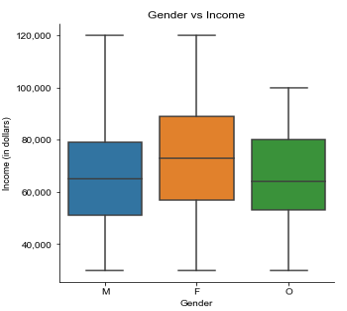 Gender vs Income
120,000
100,000
80,000
60,000
40,000
Income (in dollars)
M F O
Gender